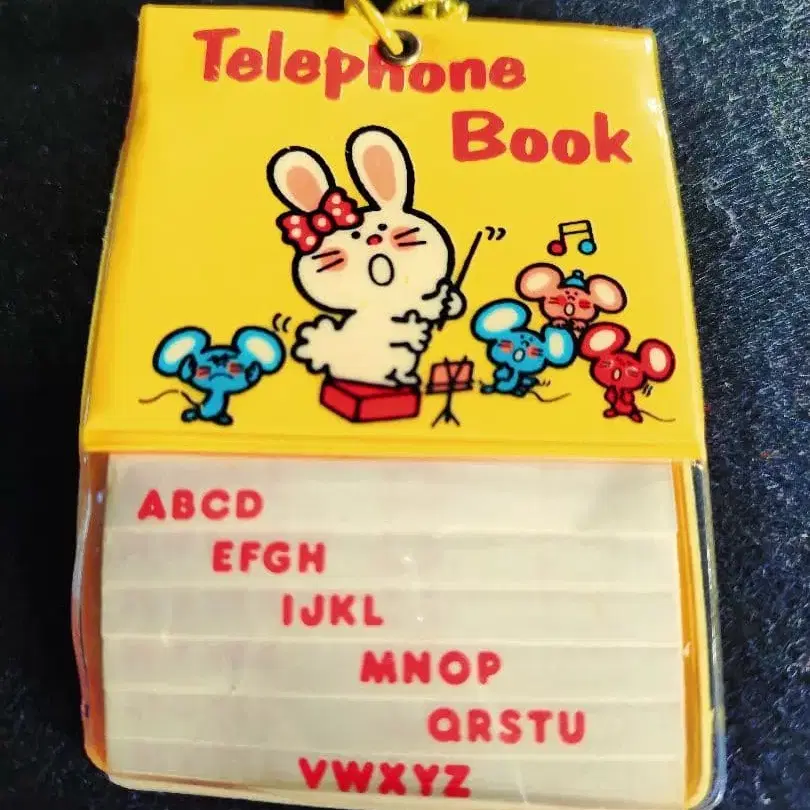 Telephone
Book
ABCD
EFGH
IJKL
MNOP
QRSTU
VWXYZ